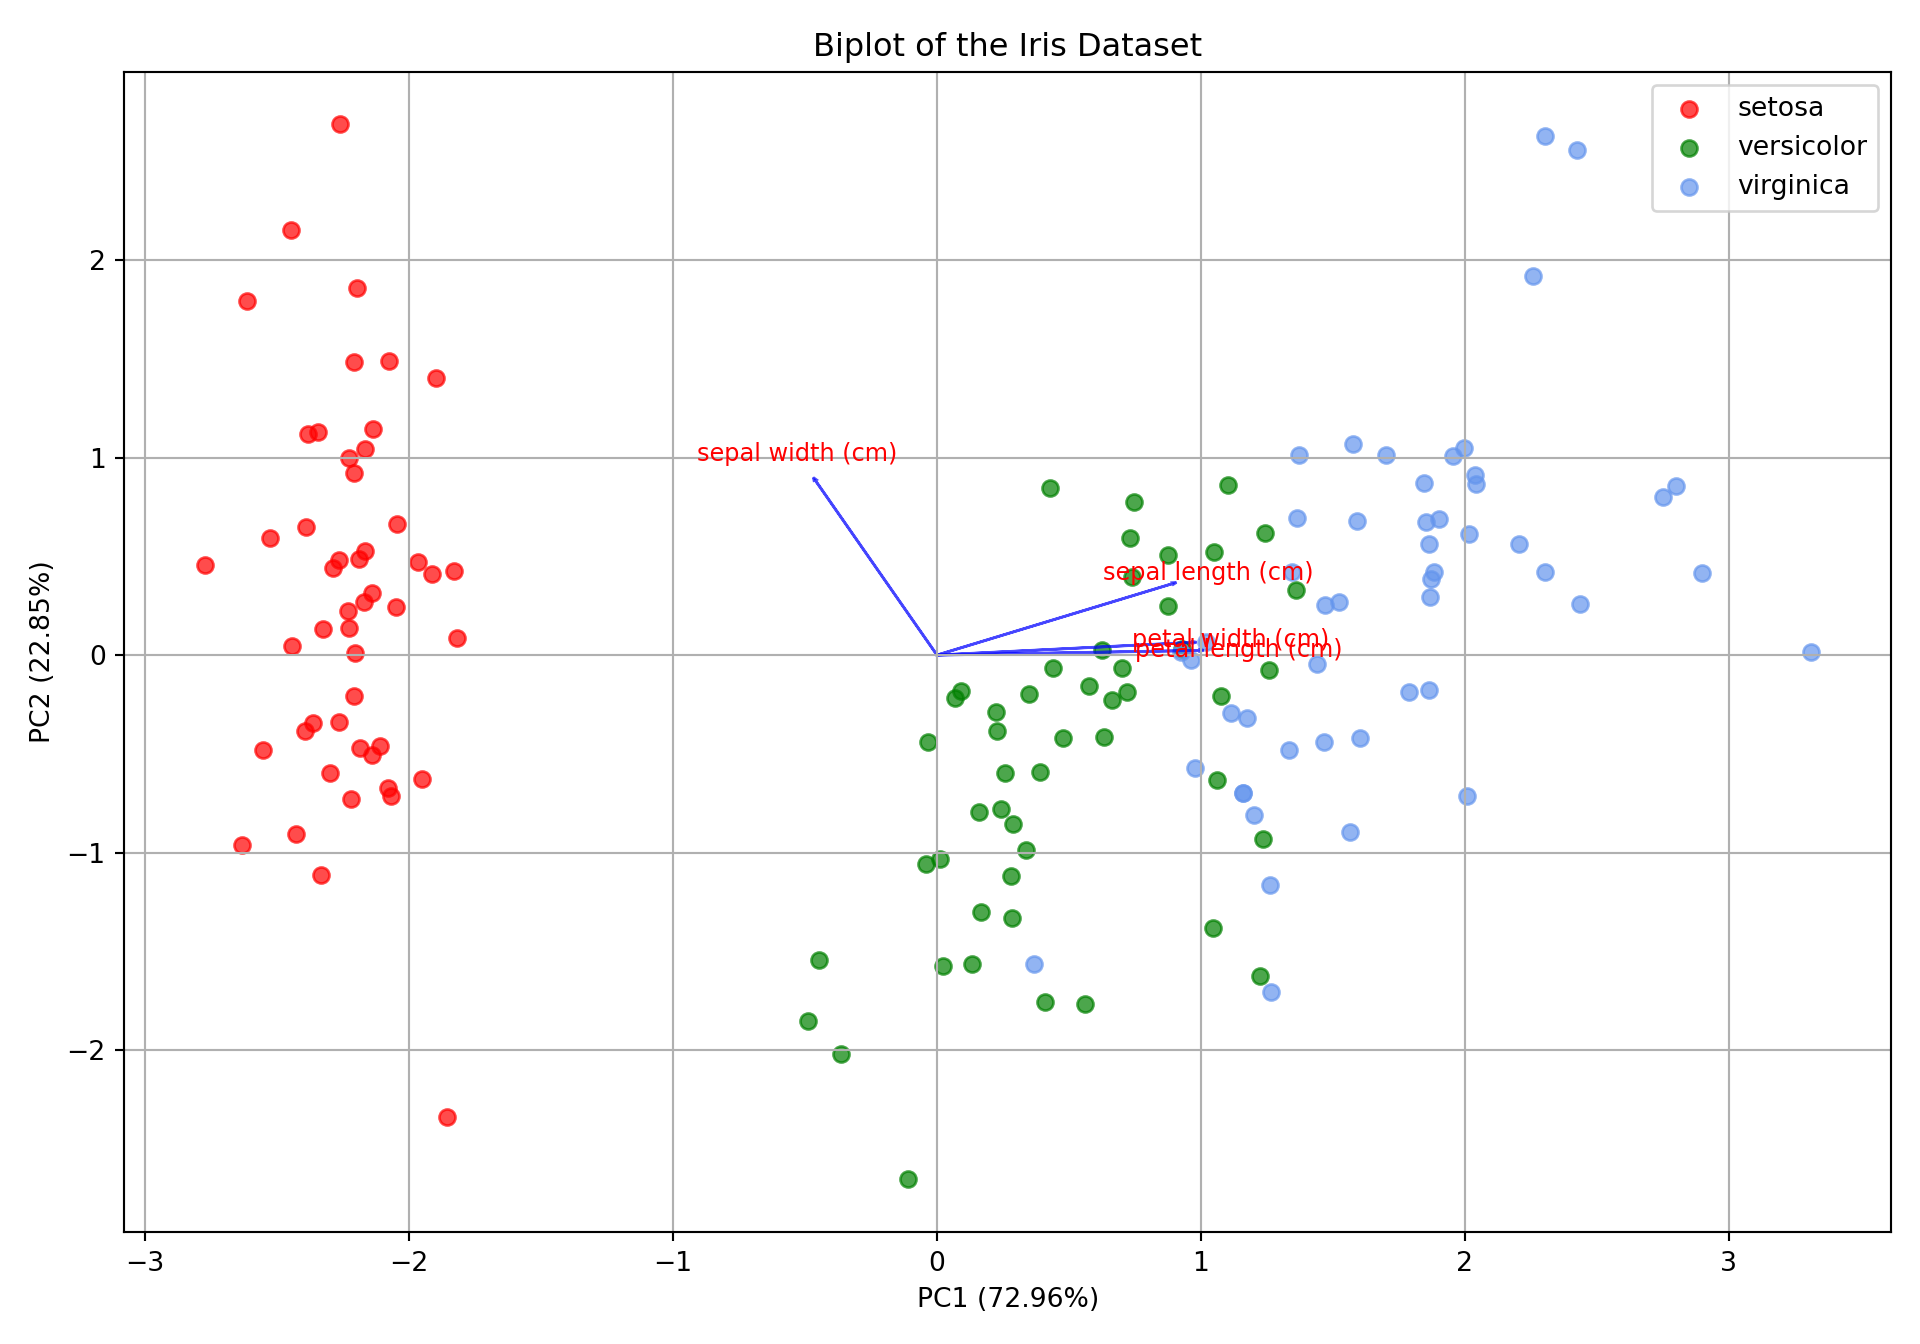 Biplot of the Iris Dataset
setosa
versicolor
virginica
sepal width (cm)
sepal length (cm)
petal width (cm)
petal length (cm)
PC2 (22.85%)
2
1
0
−1
−2
−3
−2
−1
0
1
2
3
PC1 (72.96%)